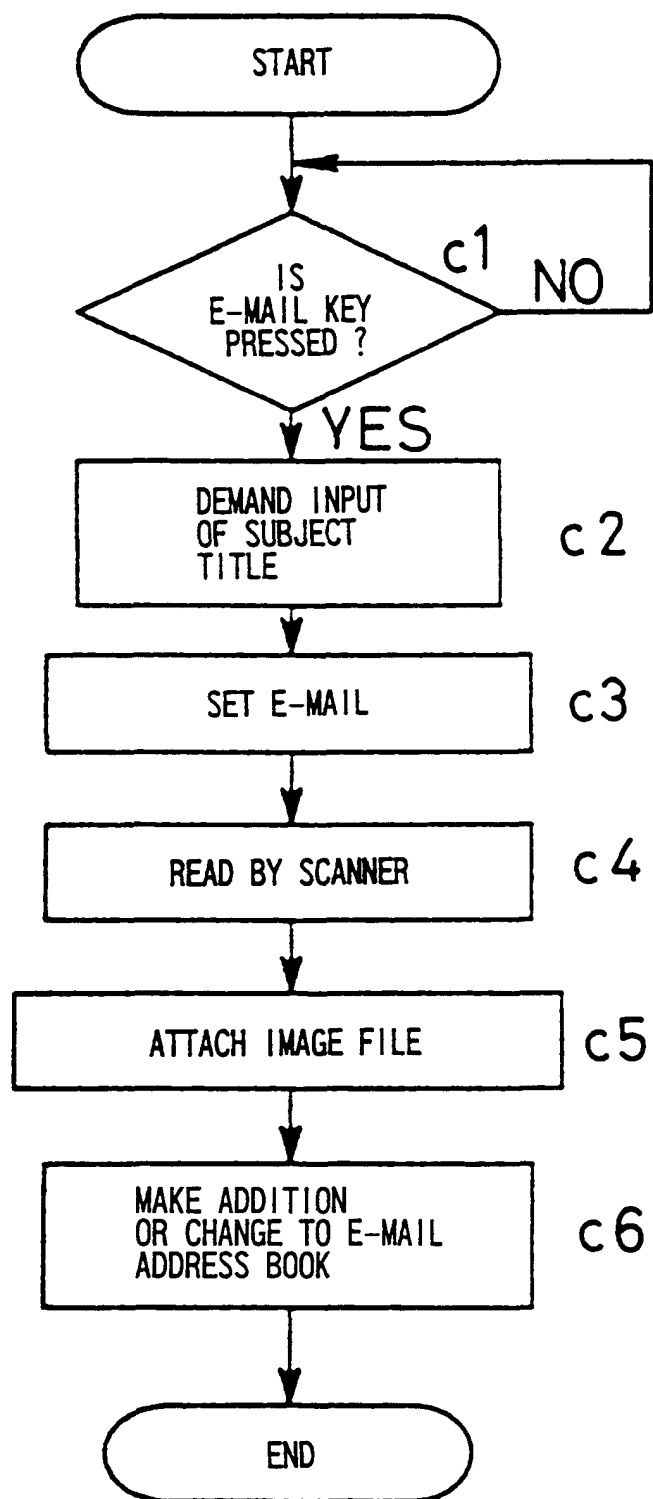 START
c1
IS
E-MAIL KEY
PRESSED ?
NO
YES
DEMAND INPUT
OF SUBJECT
TITLE
c2
SET E-MAIL
c3
READ BY SCANNER
c4
ATTACH IMAGE FILE
c5
MAKE ADDITION
OR CHANGE TO E-MAIL
ADDRESS BOOK
c6
END